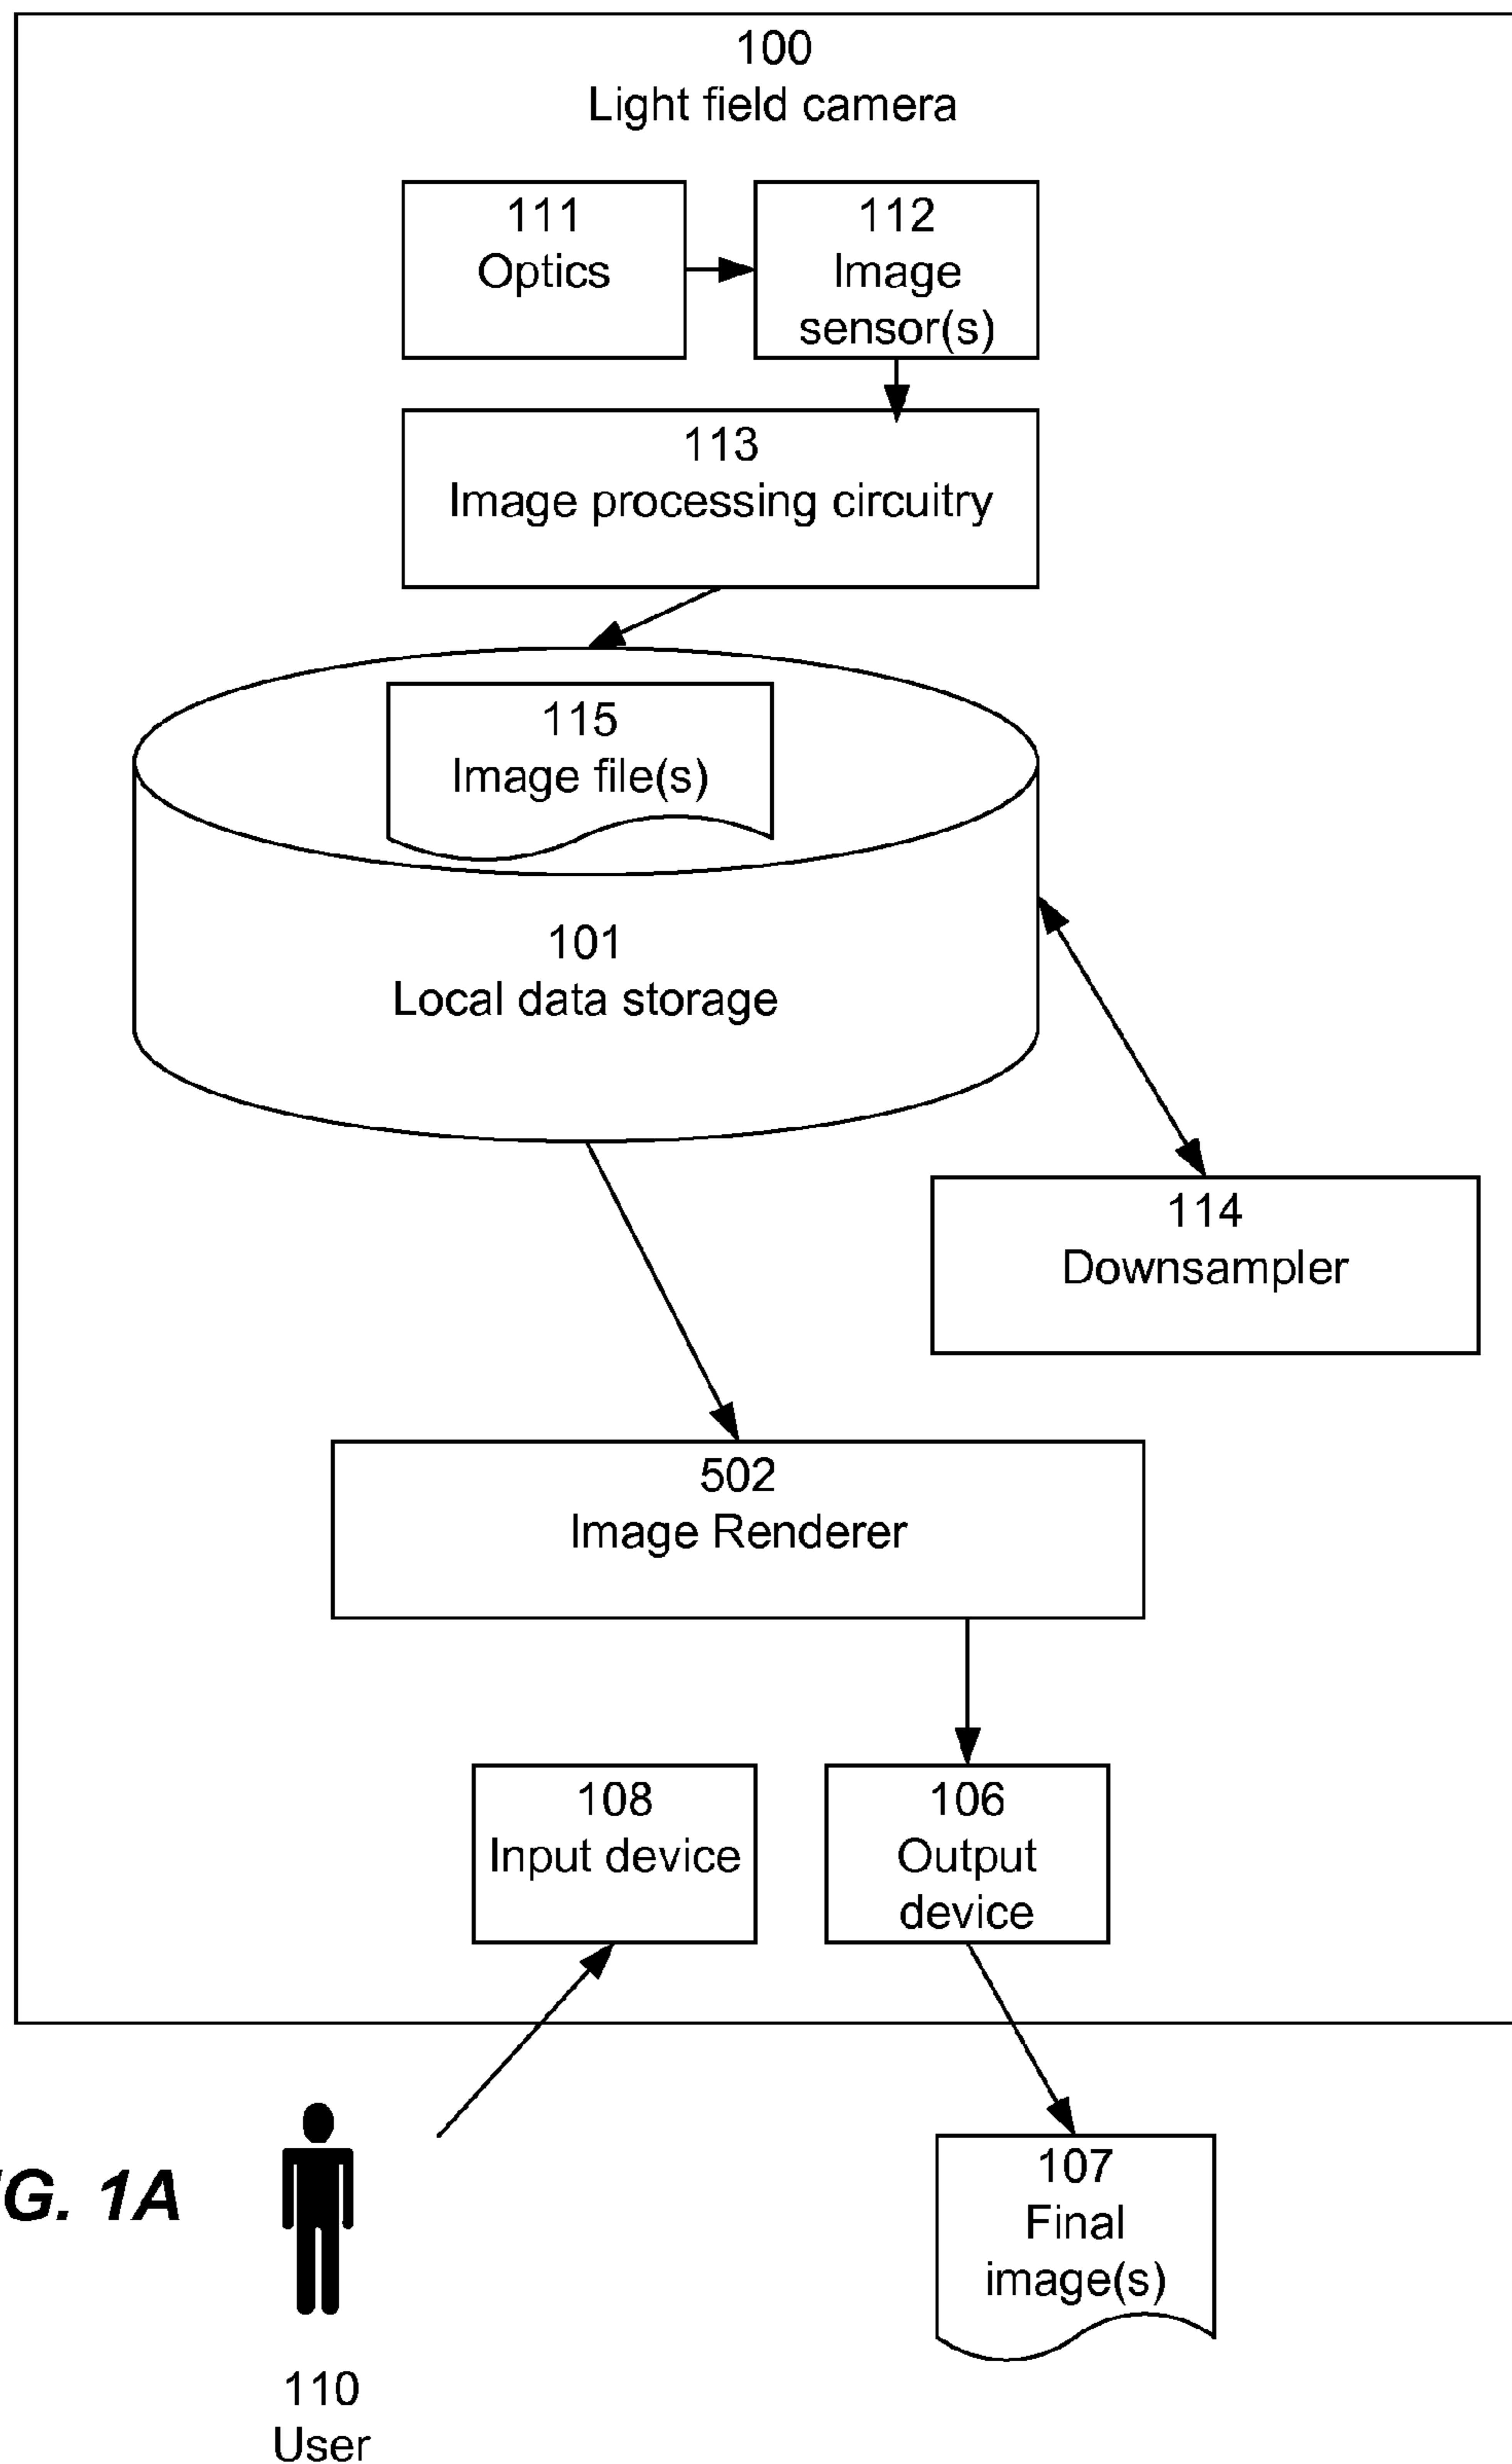 100
Light field camera
111
Optics
112
Image
sensor(s)
113
Image processing circuitry
115
Image file(s)
101
Local data storage
114
Downsampler
502
Image Renderer
108
Input device
106
Output
device
G. 1A
107
Final
image(s)
110
User